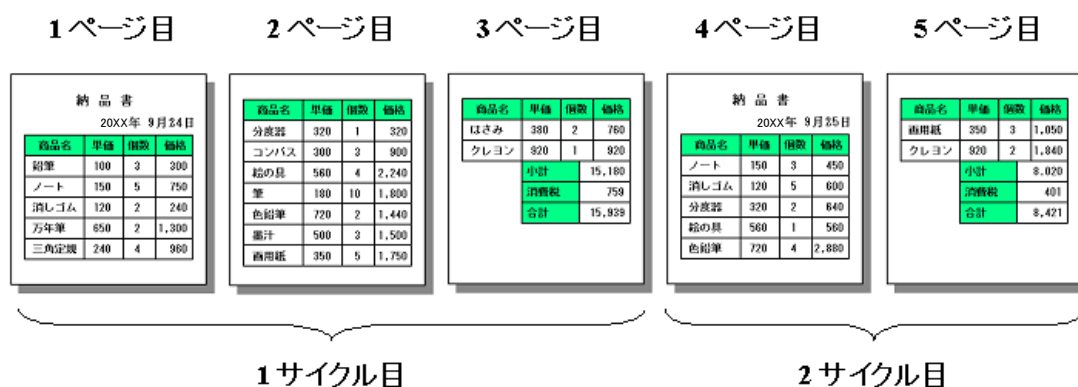 1ページ目
2ページ目
3ページ目
4ページ目
5ページ目
納 品 書
20XX年 9月24日
商品名 単価 個数 価格
鉛筆 100 3 300
ノート 150 5 750
消しゴム 120 2 240
万年筆 650 2 1,300
三角定規 240 4 960
商品名 単価 個数 価格
分度器 320 1 320
コンパス 300 3 900
絵の具 560 4 2,240
筆 180 10 1,800
色鉛筆 720 2 1,440
墨汁 500 3 1,500
画用紙 350 5 1,750
商品名 単価 個数 価格
はさみ 380 2 760
クレヨン 920 1 920
小計 15,180
消費税 759
合計 15,939
納 品 書
20XX年 9月25日
商品名 単価 個数 価格
ノート 150 3 450
消しゴム 120 5 600
分度器 320 2 640
絵の具 560 1 560
色鉛筆 720 4 2,880
商品名 単価 個数 価格
画用紙 350 3 1,050
クレヨン 920 2 1,840
小計 8,020
消費税 401
合計 8,421
1サイクル目
2サイクル目